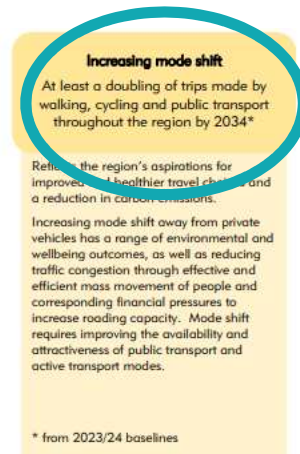 Increasing mode shift
At least a doubling of trips made by
walking, cycling and public transport
throughout the region by 2034*
the region's aspirations for
healthier travel and
a reduction in carbon emissions.
Increasing mode shift away from private
vehicles has a range of environmental and
wellbeing outcomes, as well as reducing
traffic congestion through effective and
efficient mass movement of people and
corresponding financial pressures to
increase roading capacity. Mode shift
requires improving the availability and
attractiveness of public transport and
active transport modes.
* from 2023/24 baselines